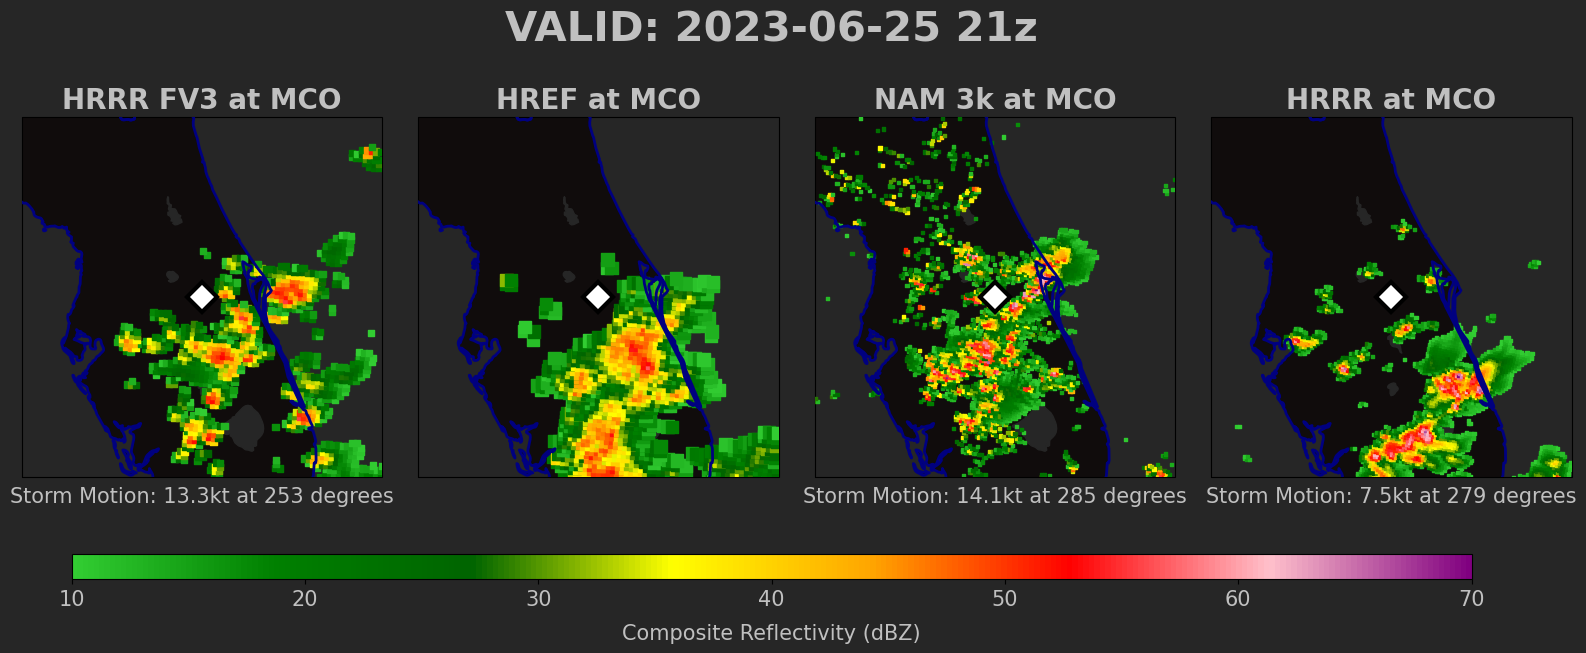 VALID: 2023-06-25 21z
HRRR FV3 at MCO
HREF at MCO
NAM 3k at MCO
HRRR at MCO
Storm Motion: 13.3kt at 253 degrees
Storm Motion: 14.1kt at 285 degrees
Storm Motion: 7.5kt at 279 degrees
10 20 30 40 50 60 70
Composite Reflectivity (dBZ)